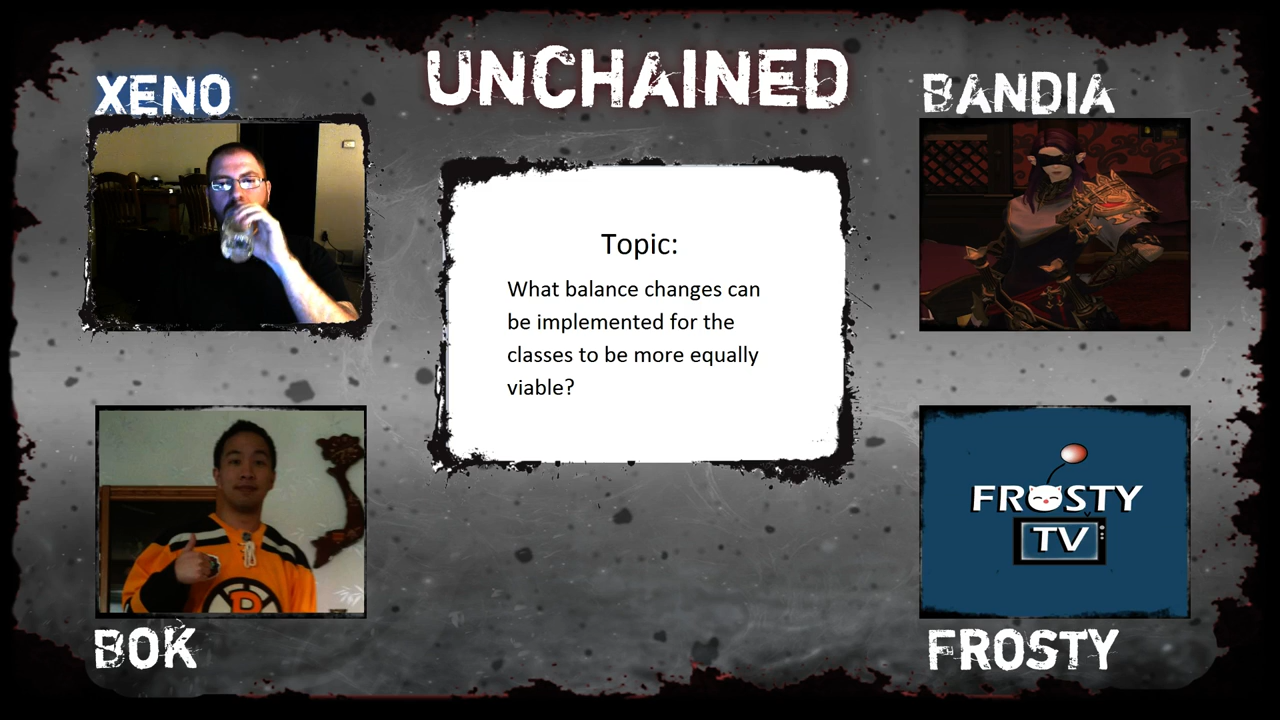 UNCHAINED
XENO
BANDIA
Topic:
What balance changes can
be implemented for the
classes to be more equally
viable?
B
FROSTY
TV
BOK
FROSTY